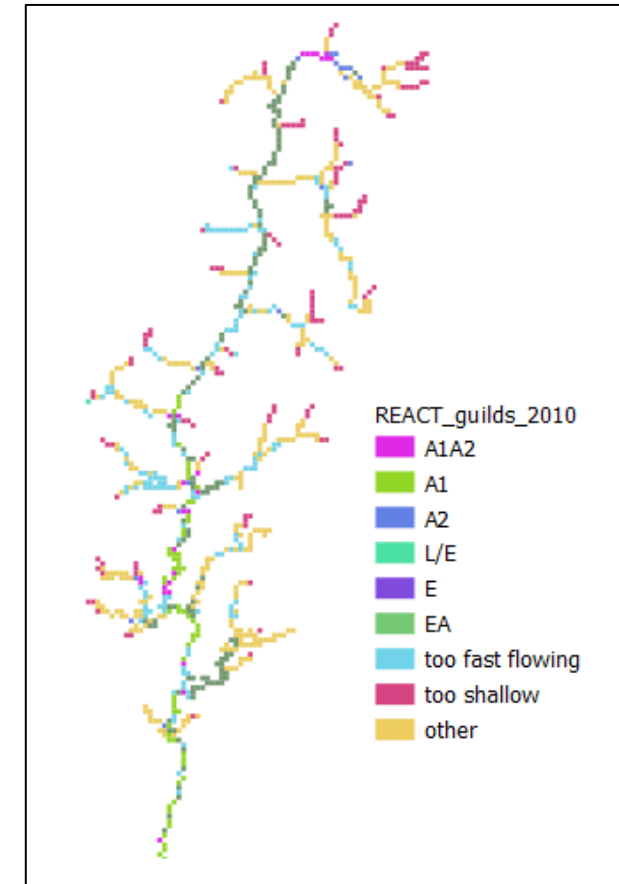 REACT_guilds_2010
A1A2
A1
A2
L/E
E
EA
too fast flowing
too shallow
other